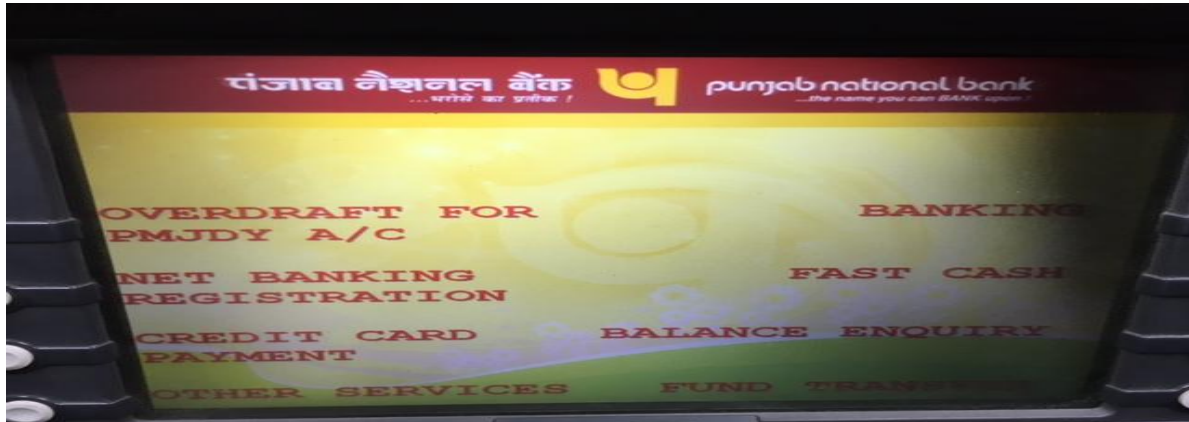 पंजाब नैशनल बैंक
...भरोसे का प्रतीक !
punjab national bank
...the name you can BANK upon !
OVERDRAFT FOR
PMJDY A/C
BANKING
NET BANKING
REGISTRATION
FAST CASH
CREDIT CARD
PAYMENT
BALANCE ENQUIRY
OTHER SERVICES
FUND TRANSFER